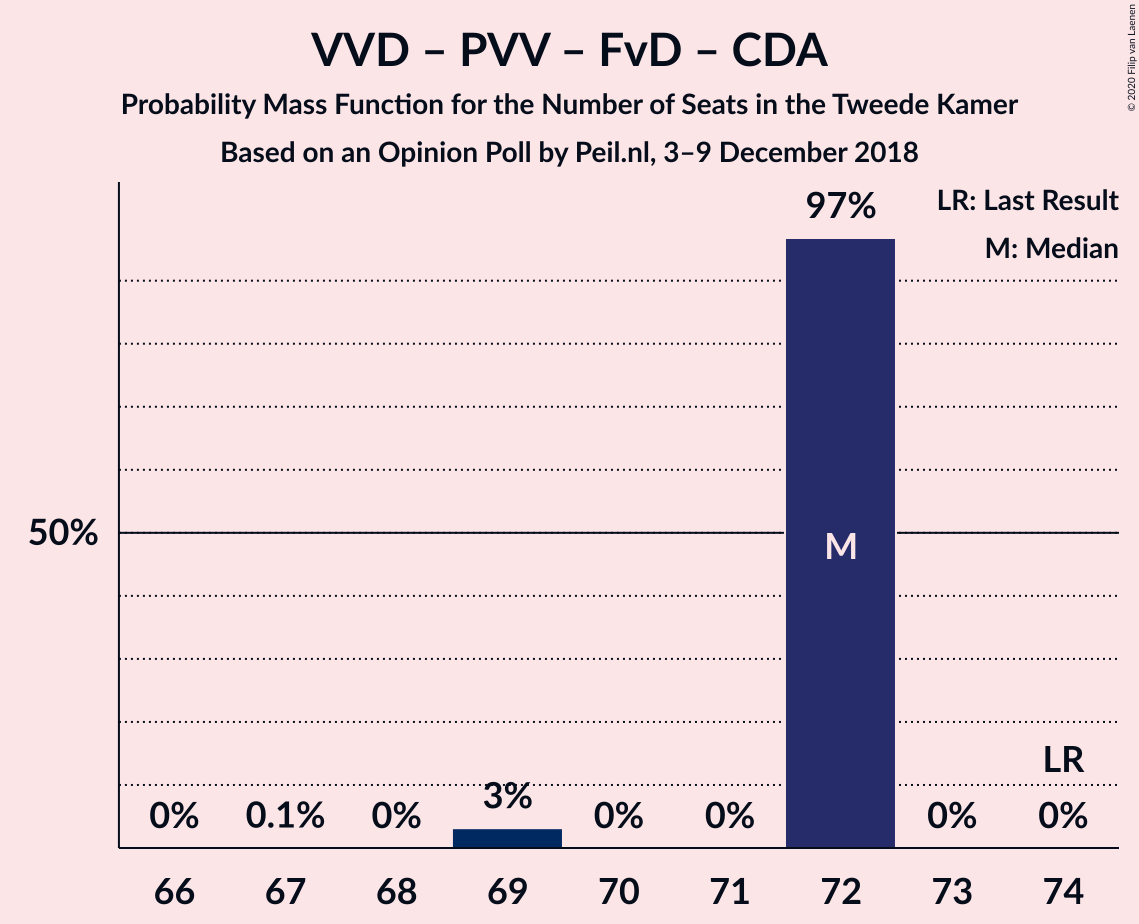 VVD – PVV – FvD – CDA
Probability Mass Function for the Number of Seats in the Tweede Kamer
Based on an Opinion Poll by Peil.nl, 3–9 December 2018
© 2020 Filip van Laenen
LR: Last Result
M: Median
97%
50%
M
LR
0% 0.1% 0% 3% 0% 0% 0% 0%
66 67 68 69 70 71 72 73 74